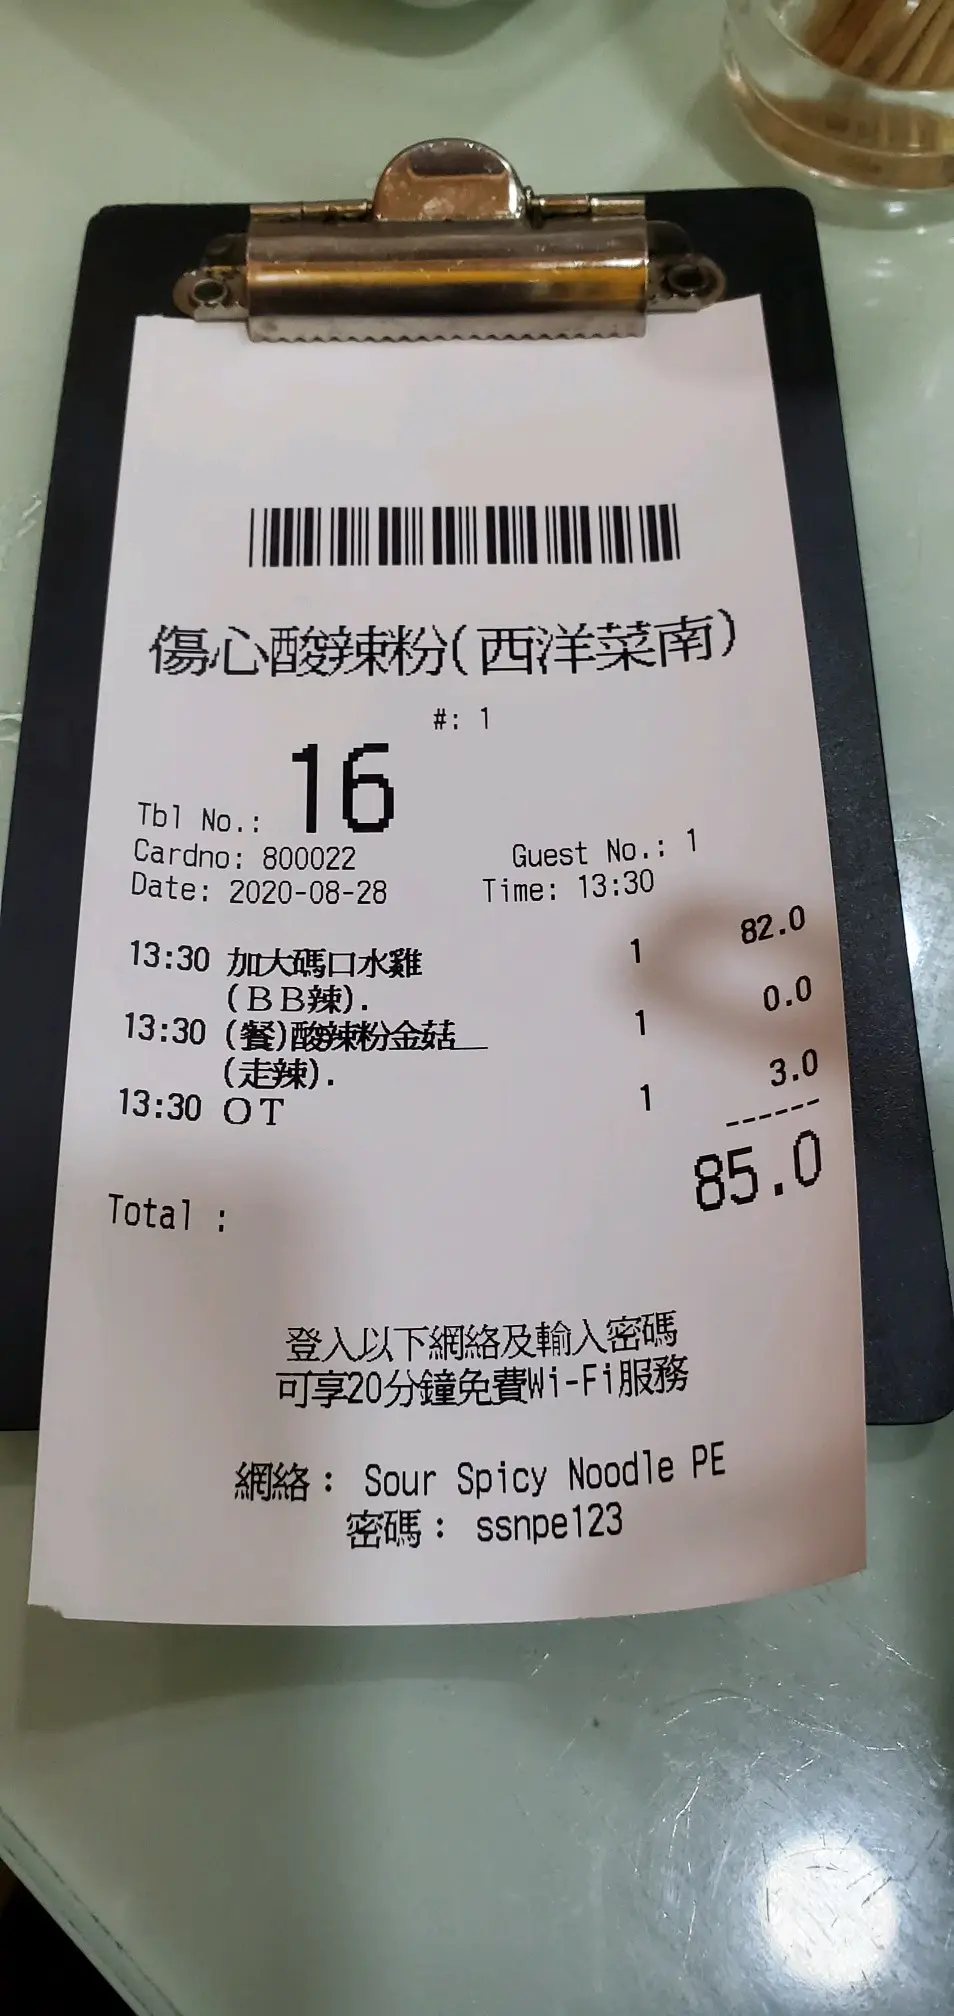 傷心酸辣粉(西洋菜南)
#: 1
Tbl No.: 16
Cardno: 800022 Guest No.: 1
Date: 2020-08-28 Time: 13:30
13:30 加大碼口水雞 1 82.0
(ＢＢ辣).
13:30 (餐)酸辣粉金菇__ 1 0.0
(走辣).
13:30 ＯＴ 1 3.0
------
Total : 85.0
登入以下網絡及輸入密碼
可享20分鐘免費Wi-Fi服務
網絡： Sour Spicy Noodle PE
密碼： ssnpe123